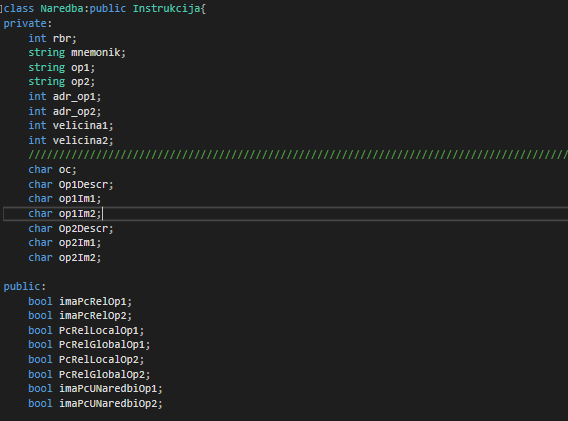 class Naredba:public Instrukcija{
private:
    int rbr;
    string mnemonik;
    string op1;
    string op2;
    int adr_op1;
    int adr_op2;
    int velicina1;
    int velicina2;
    ////////////////////////////////////////////////////////////////////////////////////////
    char oc;
    char Op1Descr;
    char op1Im1;
    char op1Im2;
    char Op2Descr;
    char op2Im1;
    char op2Im2;

public:
    bool imaPcRelOp1;
    bool imaPcRelOp2;
    bool PcRelLocalOp1;
    bool PcRelGlobalOp1;
    bool PcRelLocalOp2;
    bool PcRelGlobalOp2;
    bool imaPcUNaredbiOp1;
    bool imaPcUNaredbiOp2;